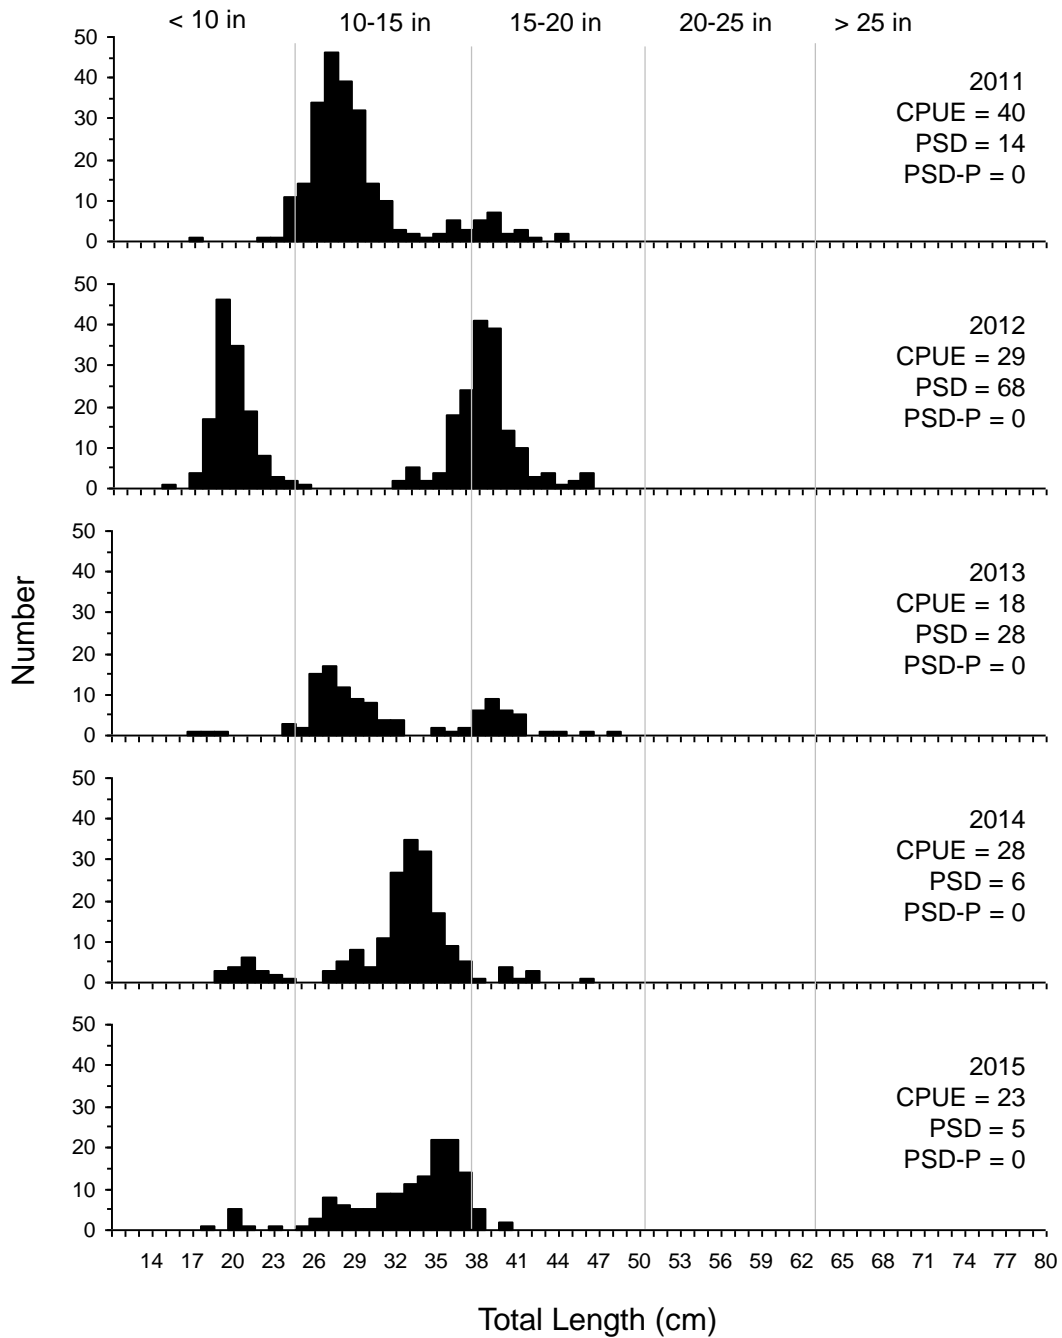 < 10 in 10-15 in 15-20 in 20-25 in > 25 in
50
40
30
20
10
0
2011
CPUE = 40
PSD = 14
PSD-P = 0
50
40
30
20
10
0
2012
CPUE = 29
PSD = 68
PSD-P = 0
50
40
30
20
10
0
2013
CPUE = 18
PSD = 28
PSD-P = 0
50
40
30
20
10
0
2014
CPUE = 28
PSD = 6
PSD-P = 0
50
40
30
20
10
0
2015
CPUE = 23
PSD = 5
PSD-P = 0
Number
14 17 20 23 26 29 32 35 38 41 44 47 50 53 56 59 62 65 68 71 74 77 80
Total Length (cm)